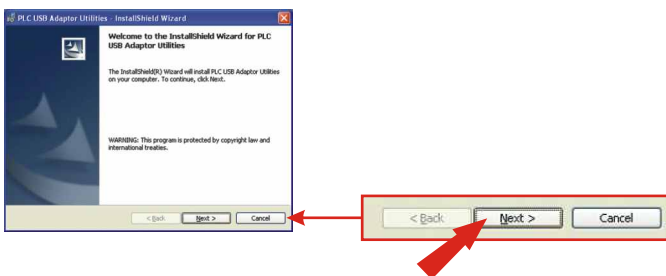 PLC USB Adaptor Utilities - InstallShield Wizard
Welcome to the InstallShield Wizard for PLC
USB Adaptor Utilities
The InstallShield(R) Wizard will install PLC USB Adaptor Utilities
on your computer. To continue, click Next.
WARNING: This program is protected by copyright law and
international treaties.
< Back Next > Cancel
< Back Next > Cancel